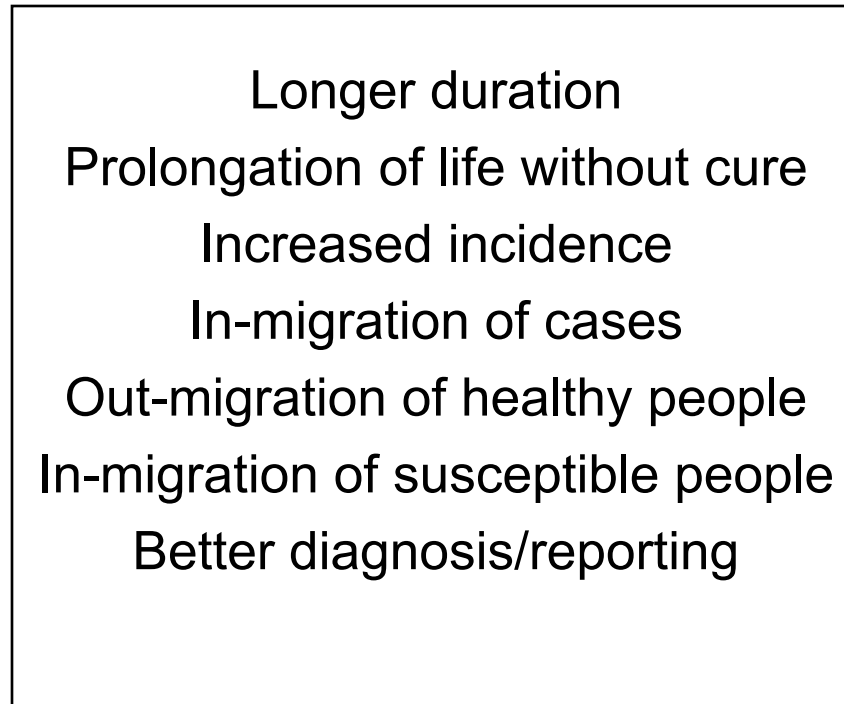 Longer duration
Prolongation of life without cure
Increased incidence
In-migration of cases
Out-migration of healthy people
In-migration of susceptible people
Better diagnosis/reporting